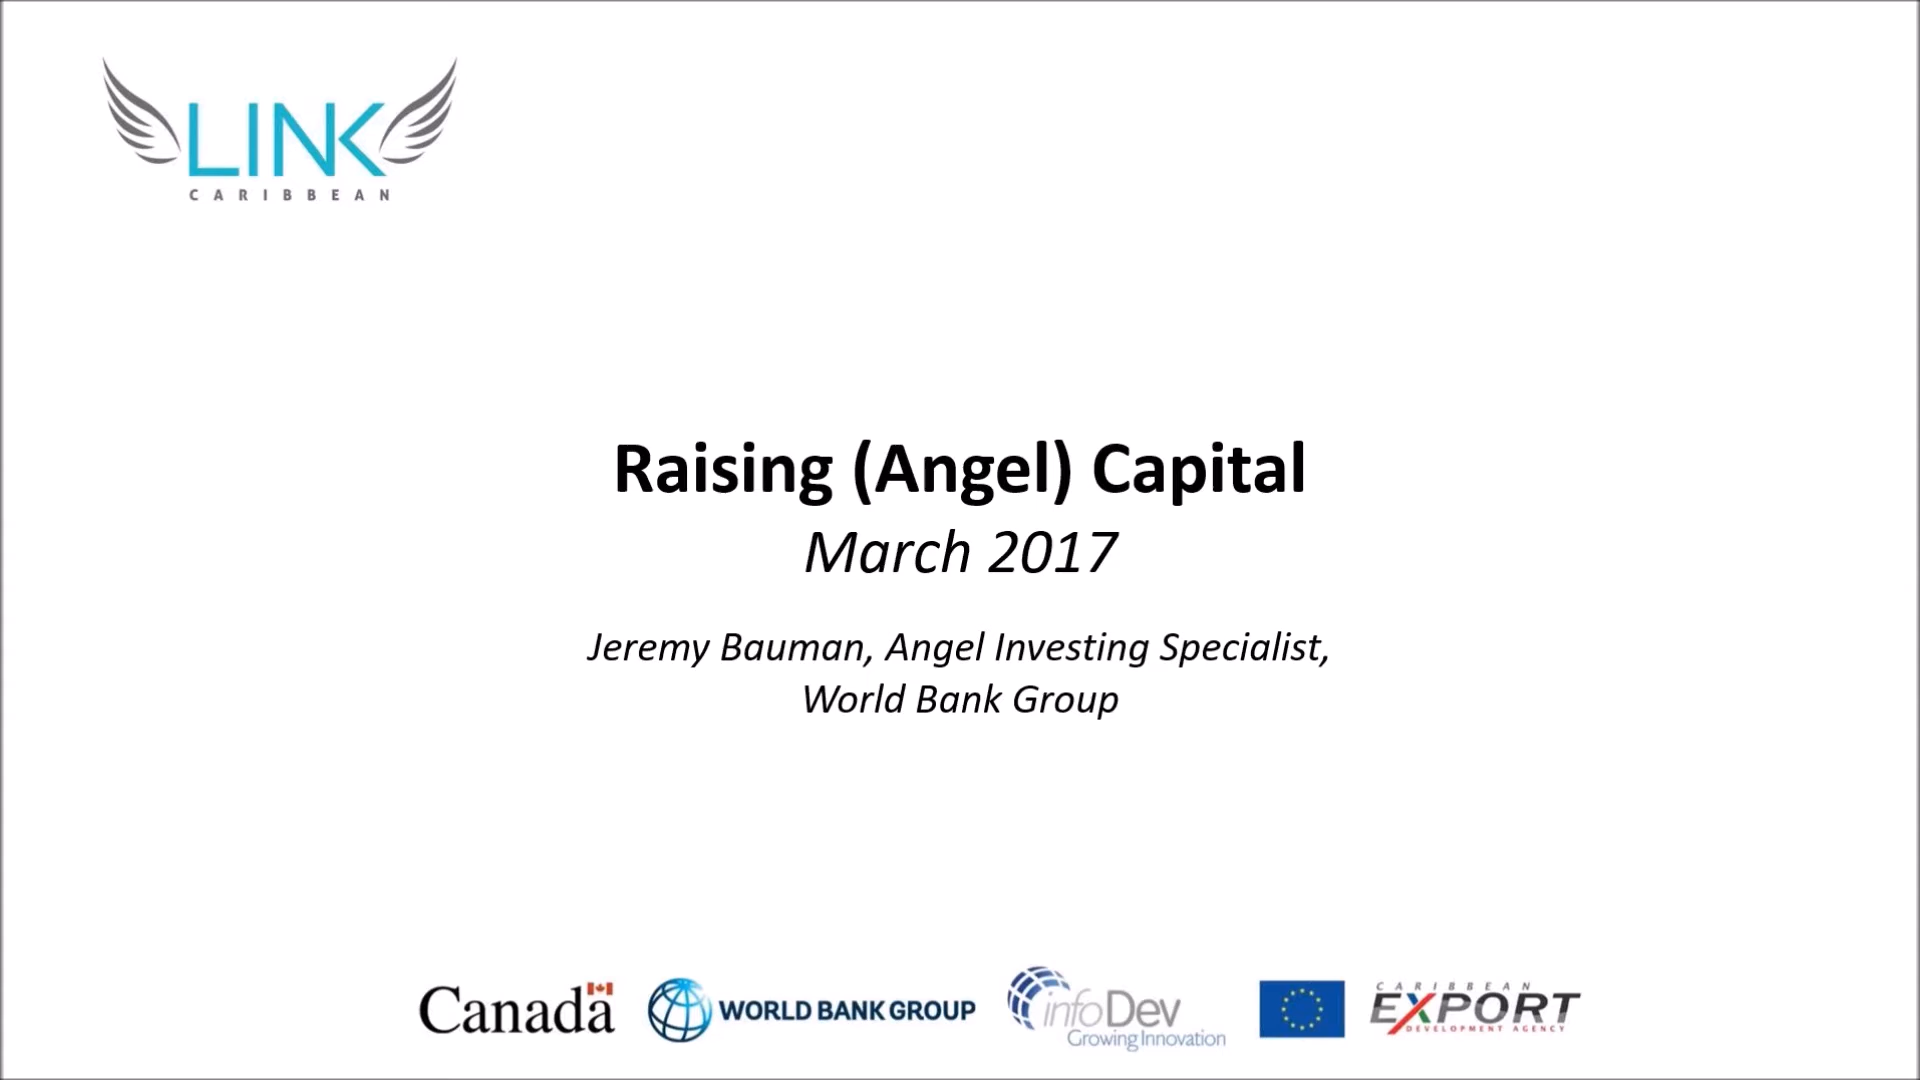 LINK
CARIBBEAN
Raising (Angel) Capital
March 2017
Jeremy Bauman, Angel Investing Specialist,
World Bank Group
Canada
WORLD BANK GROUP
infoDev
Growing Innovation
CARIBBEAN
EXPORT
DEVELOPMENT AGENCY